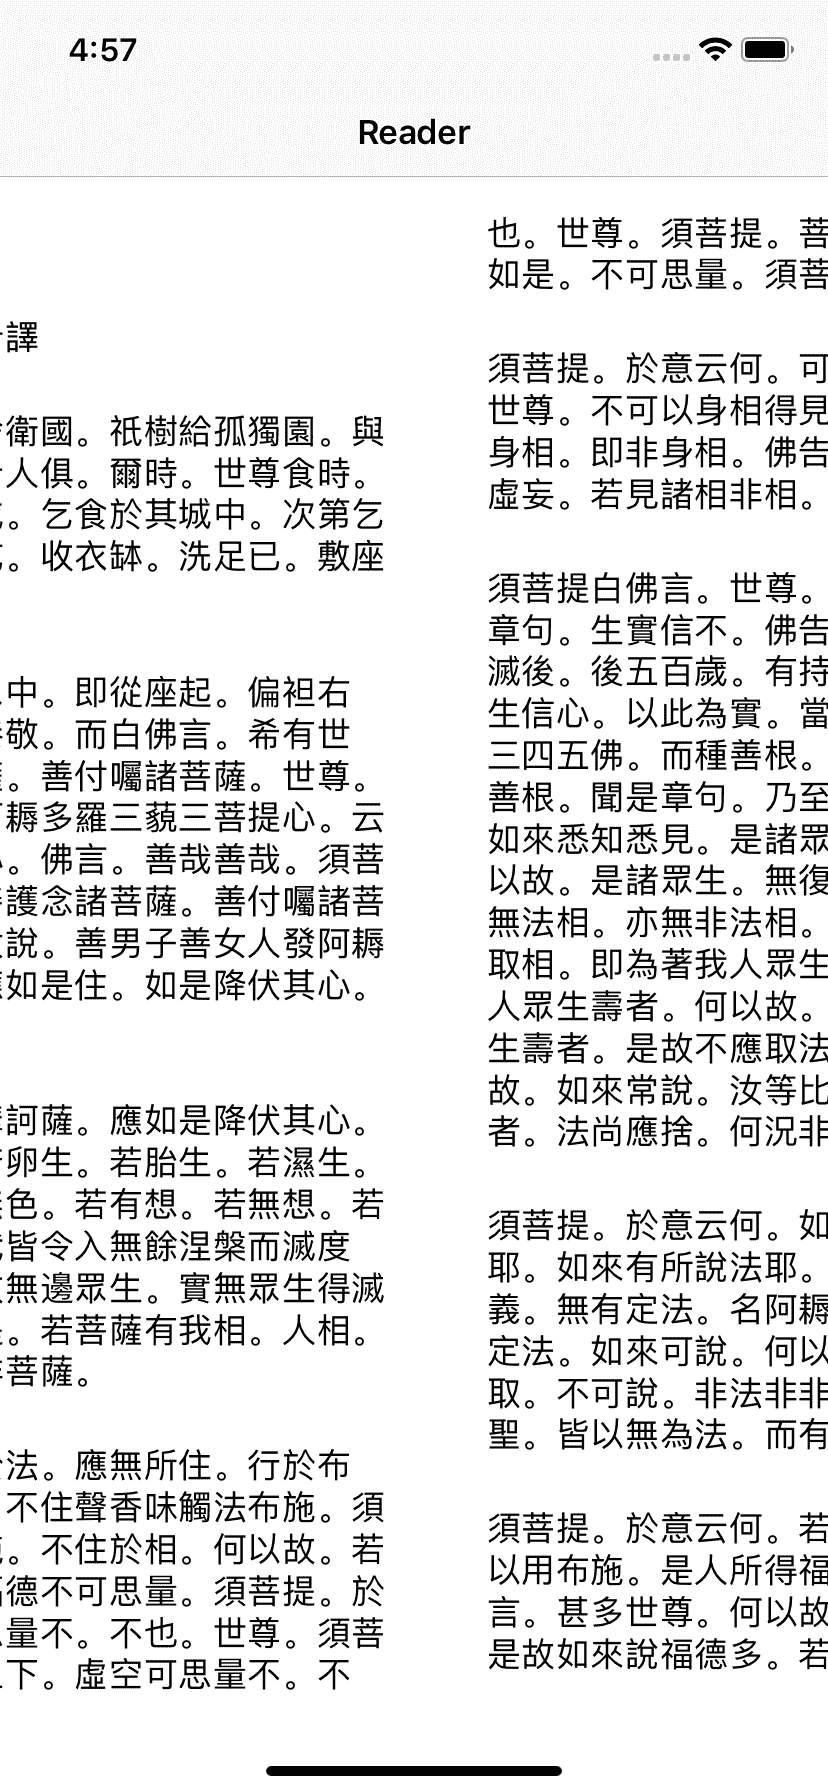 4:57
Reader
譯
衛國。祇樹給孤獨園。與
人俱。爾時。世尊食時。
。乞食於其城中。次第乞
。收衣缽。洗足已。敷座
中。即從座起。偏袒右
敬。而白佛言。希有世
。善付囑諸菩薩。世尊。
耨多羅三藐三菩提心。云
。佛言。善哉善哉。須菩
護念諸菩薩。善付囑諸菩
說。善男子善女人發阿耨
如是住。如是降伏其心。
訶薩。應如是降伏其心。
卵生。若胎生。若濕生。
色。若有想。若無想。若
皆令入無餘涅槃而滅度
無邊眾生。實無眾生得滅
。若菩薩有我相。人相。
菩薩。
法。應無所住。行於布
不住聲香味觸法布施。須
。不住於相。何以故。若
德不可思量。須菩提。於
量不。不也。世尊。須菩
下。虛空可思量不。不
也。世尊。須菩提。菩
如是。不可思量。須菩
須菩提。於意云何。可
世尊。不可以身相得見
身相。即非身相。佛告
虛妄。若見諸相非相。
須菩提白佛言。世尊。
章句。生實信不。佛告
滅後。後五百歲。有持
生信心。以此為實。當
三四五佛。而種善根。
善根。聞是章句。乃至
如來悉知悉見。是諸眾
以故。是諸眾生。無復
無法相。亦無非法相。
取相。即為著我人眾生
人眾生壽者。何以故。
生壽者。是故不應取法
故。如來常說。汝等比
者。法尚應捨。何況非
須菩提。於意云何。如
耶。如來有所說法耶。
義。無有定法。名阿耨
定法。如來可說。何以
取。不可說。非法非非
聖。皆以無為法。而有
須菩提。於意云何。若
以用布施。是人所得福
言。甚多世尊。何以故
是故如來說福德多。若